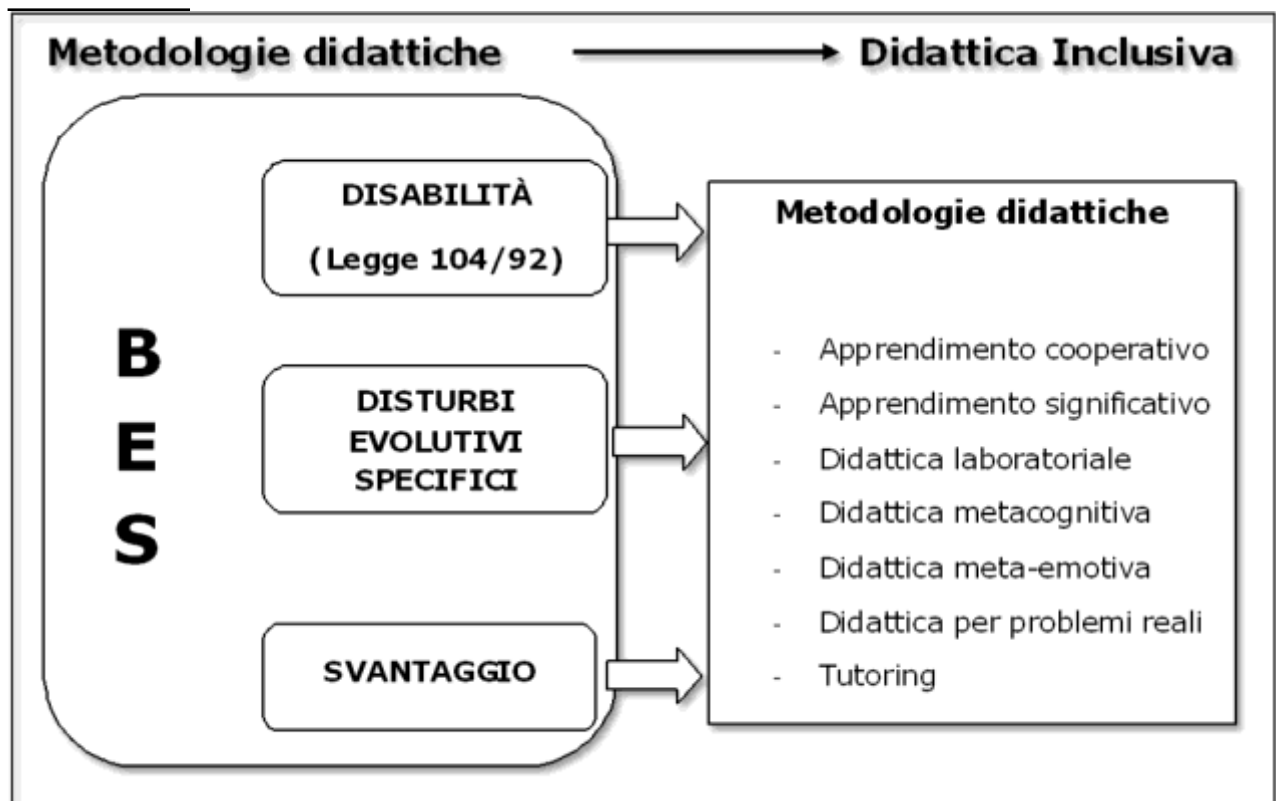 Metodologie didattiche
Didattica Inclusiva
B
E
S
DISABILITÀ
(Legge 104/92)
DISTURBI
EVOLUTIVI
SPECIFICI
SVANTAGGIO
Metodologie didattiche
- Apprendimento cooperativo
- Apprendimento significativo
- Didattica laboratoriale
- Didattica metacognitiva
- Didattica meta-emotiva
- Didattica per problemi reali
- Tutoring